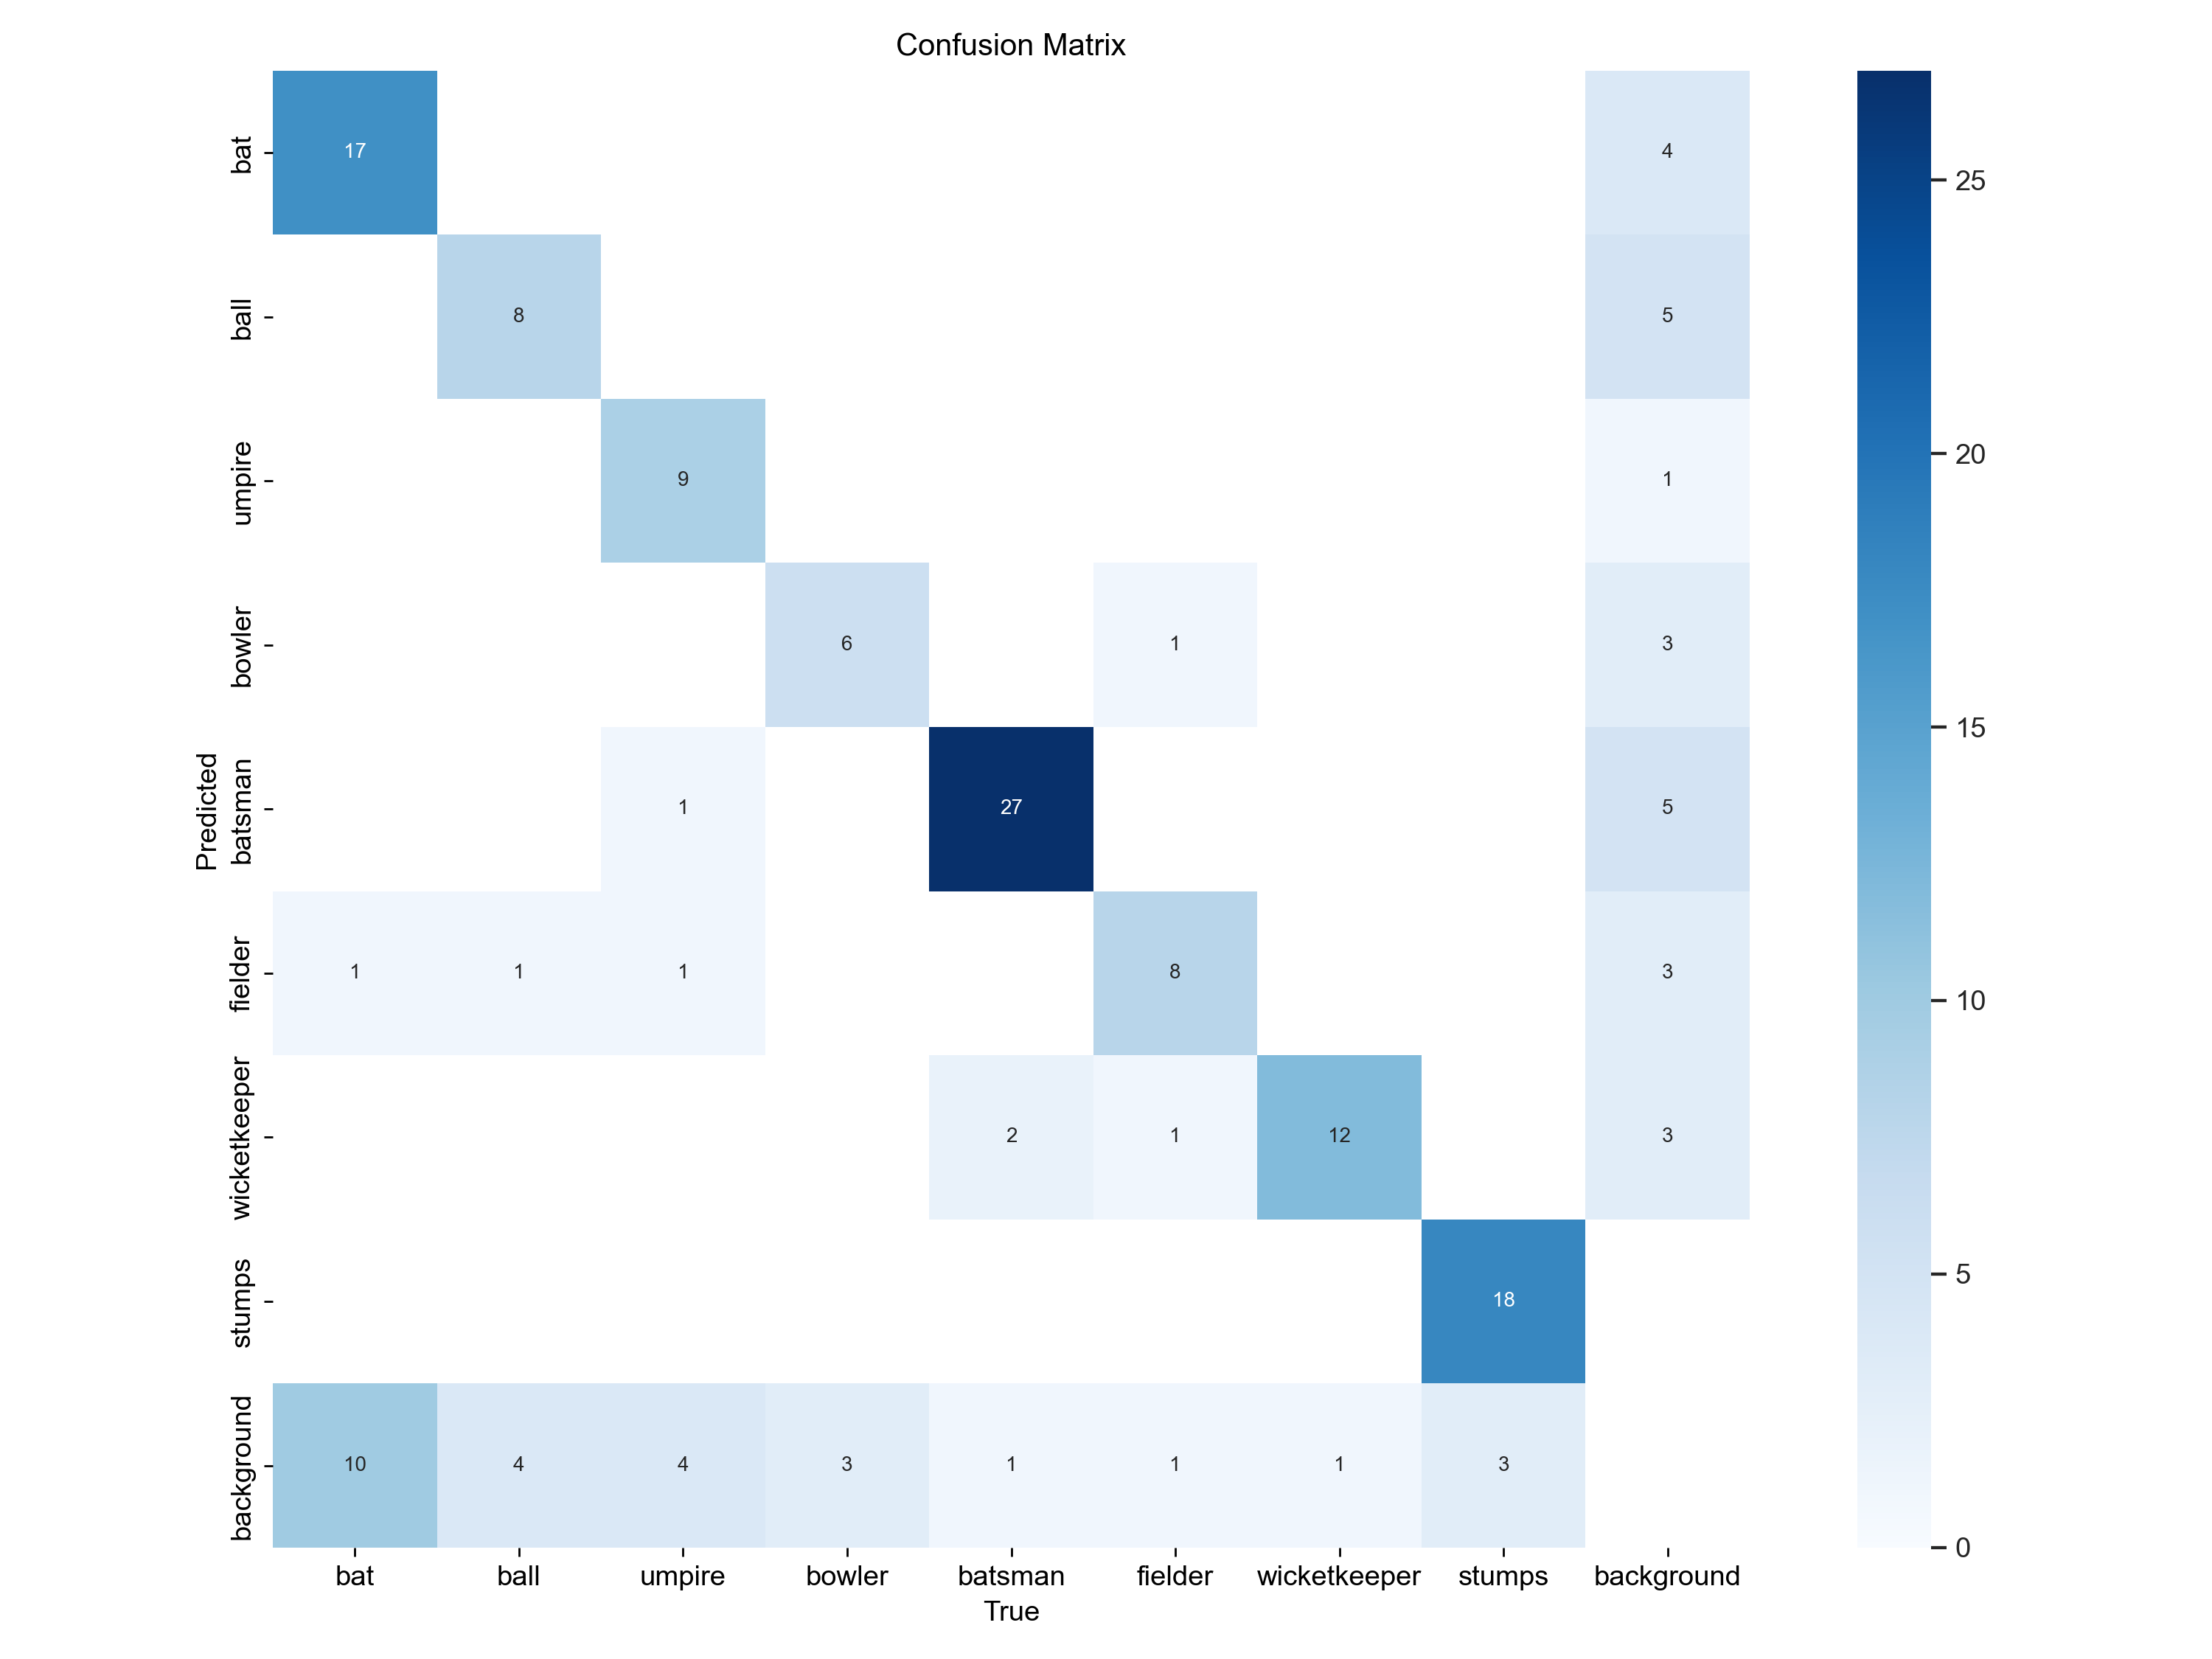 Confusion Matrix
bat
17
4
25
ball
8
5
umpire
9
1
20
bowler
6
1
3
Predicted
batsman
1
27
5
15
fielder
1
1
1
8
3
10
wicketkeeper
2
1
12
3
stumps
18
5
background
10
4
4
3
1
1
1
3
0
bat
ball
umpire
bowler
batsman
fielder
wicketkeeper
stumps
background
True